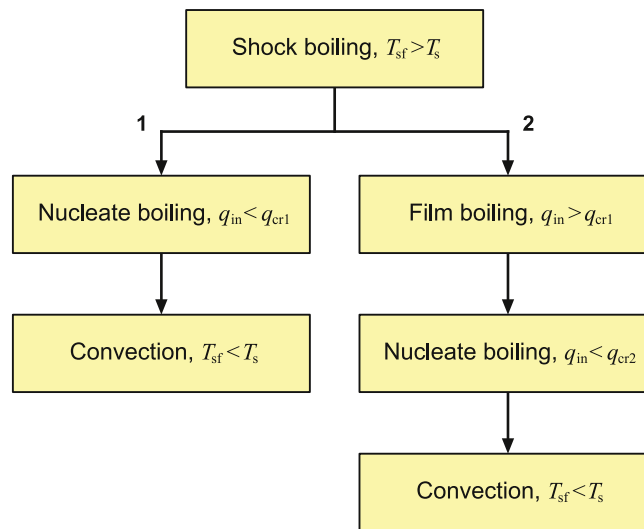 Shock boiling, Tsf > Ts
1
2
Nucleate boiling, qin < qcr1
Film boiling, qin > qcr1
Convection, Tsf < Ts
Nucleate boiling, qin < qcr2
Convection, Tsf < Ts